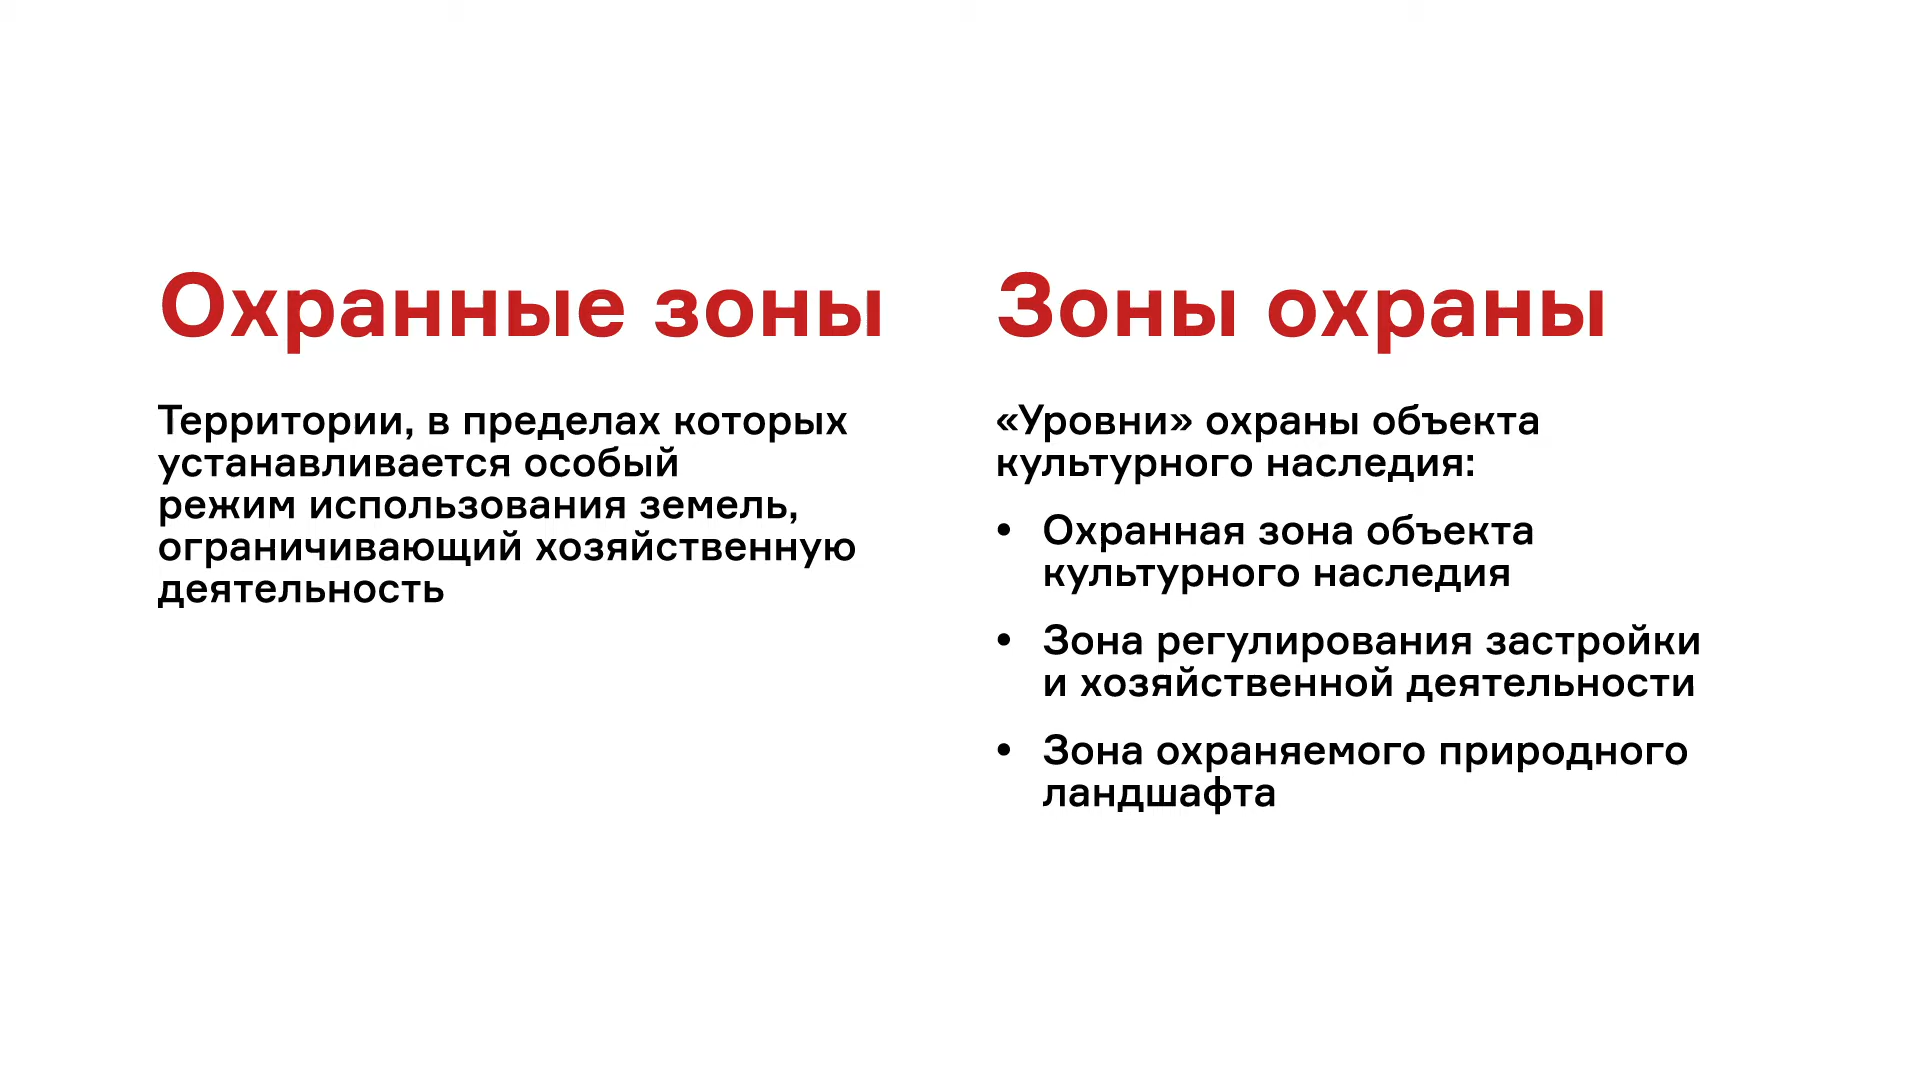 Охранные зоны
Территории, в пределах которых
устанавливается особый
режим использования земель,
ограничивающий хозяйственную
деятельность
Зоны охраны
«Уровни» охраны объекта
культурного наследия:
• Охранная зона объекта
культурного наследия
• Зона регулирования застройки
и хозяйственной деятельности
• Зона охраняемого природного
ландшафта